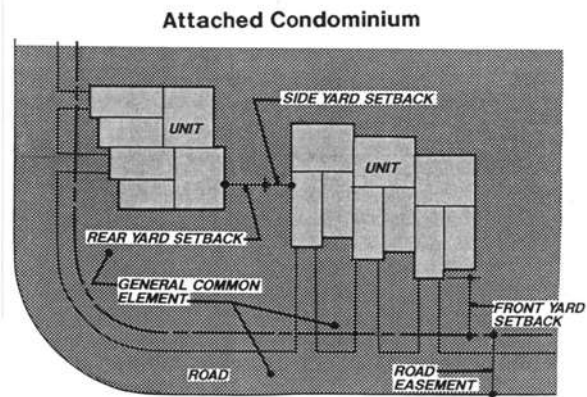 Attached Condominium
SIDE YARD SETBACK
UNIT
UNIT
REAR YARD SETBACK
GENERAL COMMON
ELEMENT
FRONT YARD
SETBACK
ROAD
ROAD
EASEMENT